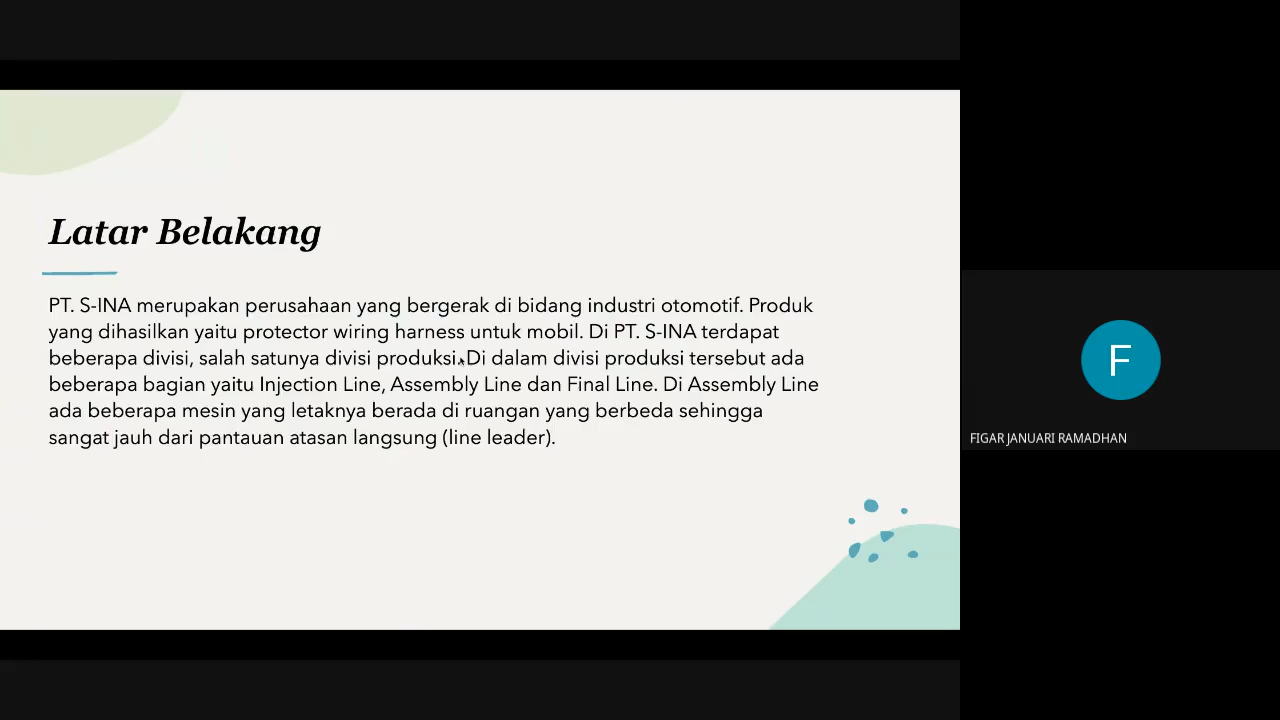 Latar Belakang
PT. S-INA merupakan perusahaan yang bergerak di bidang industri otomotif. Produk
yang dihasilkan yaitu protector wiring harness untuk mobil. Di PT. S-INA terdapat
beberapa divisi, salah satunya divisi produksi.Di dalam divisi produksi tersebut ada
beberapa bagian yaitu Injection Line, Assembly Line dan Final Line. Di Assembly Line
ada beberapa mesin yang letaknya berada di ruangan yang berbeda sehingga
sangat jauh dari pantauan atasan langsung (line leader).
F
FIGAR JANUARI RAMADHAN